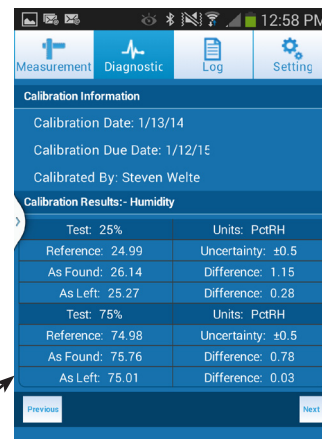 12:58 PM
Measurement Diagnostic Log Setting
Calibration Information
Calibration Date: 1/13/14
Calibration Due Date: 1/12/15
Calibrated By: Steven Welte
Calibration Results:- Humidity
Test: 25% Units: PctRH
Reference: 24.99 Uncertainty: ±0.5
As Found: 26.14 Difference: 1.15
As Left: 25.27 Difference: 0.28
Test: 75% Units: PctRH
Reference: 74.98 Uncertainty: ±0.5
As Found: 75.76 Difference: 0.78
As Left: 75.01 Difference: 0.03
Previous Next